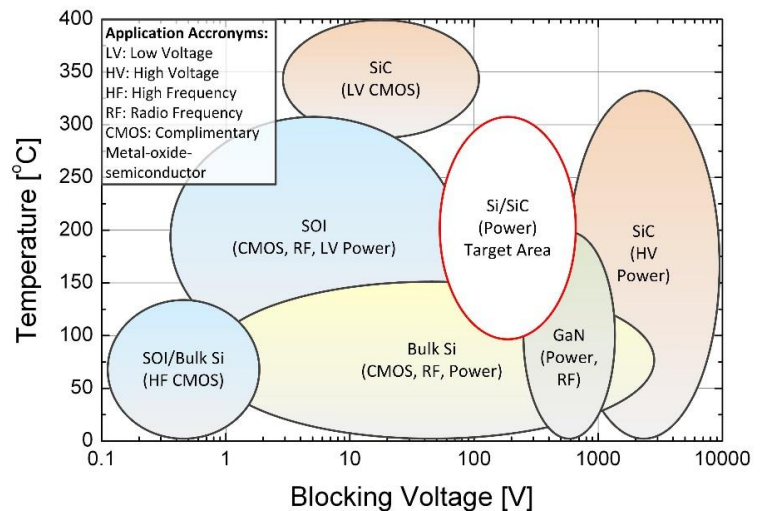 Application Accronyms:
LV: Low Voltage
HV: High Voltage
HF: High Frequency
RF: Radio Frequency
CMOS: Complimentary
Metal-oxide-
semiconductor
SiC
(LV CMOS)
SOI
(CMOS, RF, LV Power)
Si/SiC
(Power)
Target Area
SiC
(HV
Power)
SOI/Bulk Si
(HF CMOS)
Bulk Si
(CMOS, RF, Power)
GaN
(Power,
RF)
Temperature [°C]
400
350
300
250
200
150
100
50
0
0.1
1
10
100
1000
10000
Blocking Voltage [V]